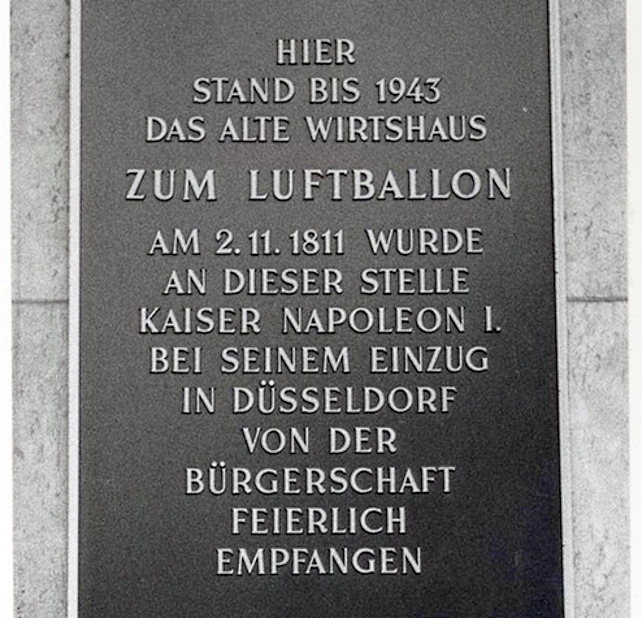 HIER
STAND BIS 1943
DAS ALTE WIRTSHAUS
ZUM LUFTBALLON
AM 2.11.1811 WURDE
AN DIESER STELLE
KAISER NAPOLEON I.
BEI SEINEM EINZUG
IN DÜSSELDORF
VON DER
BÜRGERSCHAFT
FEIERLICH
EMPFANGEN